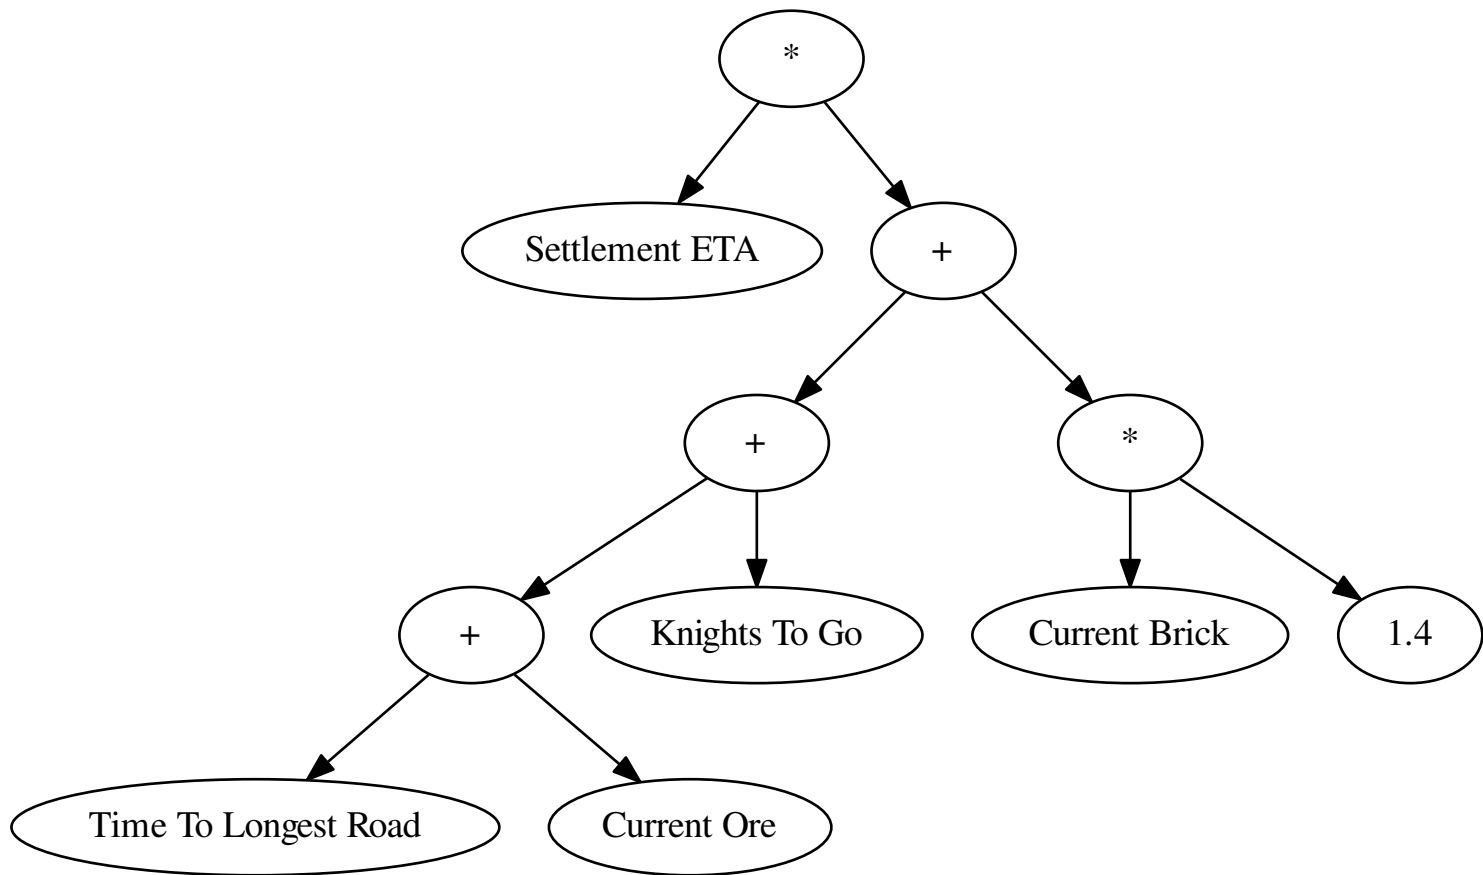 *
Settlement ETA
+
+
*
+
Knights To Go
Current Brick
1.4
Time To Longest Road
Current Ore